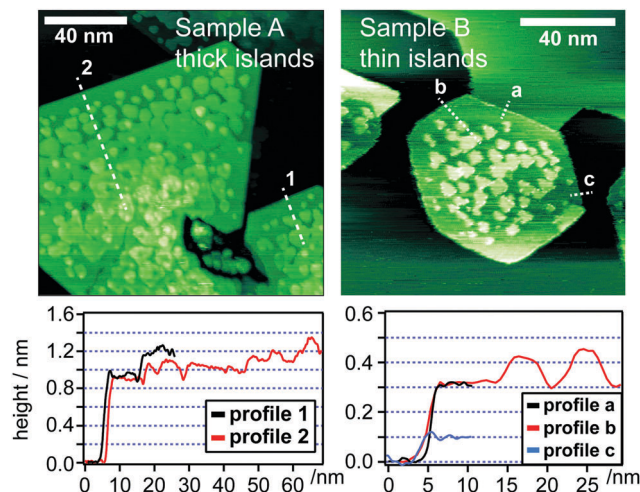 40 nm
Sample A
thick islands
2
1
Sample B
thin islands
40 nm
a
b
c
height / nm
1.6
1.2
0.8
0.4
0.0
0 10 20 30 40 50 60 /nm
profile 1
profile 2
0.6
0.4
0.2
0.0
0 5 10 15 20 25 /nm
profile a
profile b
profile c